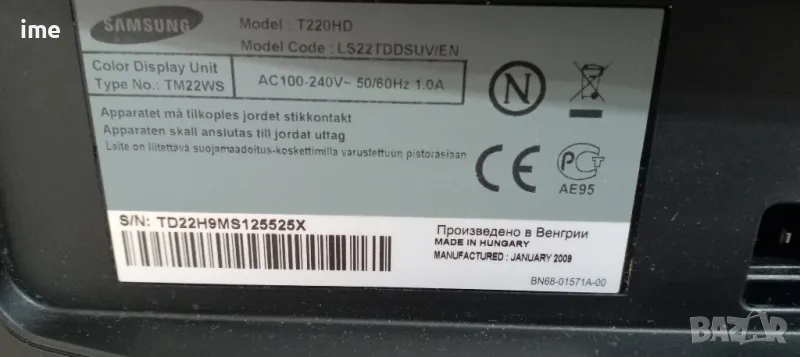 ime
SAMSUNG
Model : T220HD
Model Code : LS22TDDSUV/EN
Color Display Unit
Type No.: TM22WS
AC100-240V~ 50/60Hz 1.0A
N
Apparatet må tilkoples jordet stikkontakt
Apparaten skall anslutas till jordat uttag
Laite on liitettävä suojamaadoitus-koskettimilla varustettuun pistorasiaan
CE
PCT
AE95
S/N: TD22H9MS125525X
Произведено в Венгрии
MADE IN HUNGARY
MANUFACTURED : JANUARY 2009
BN68-01571A-00
BAZAR.bg